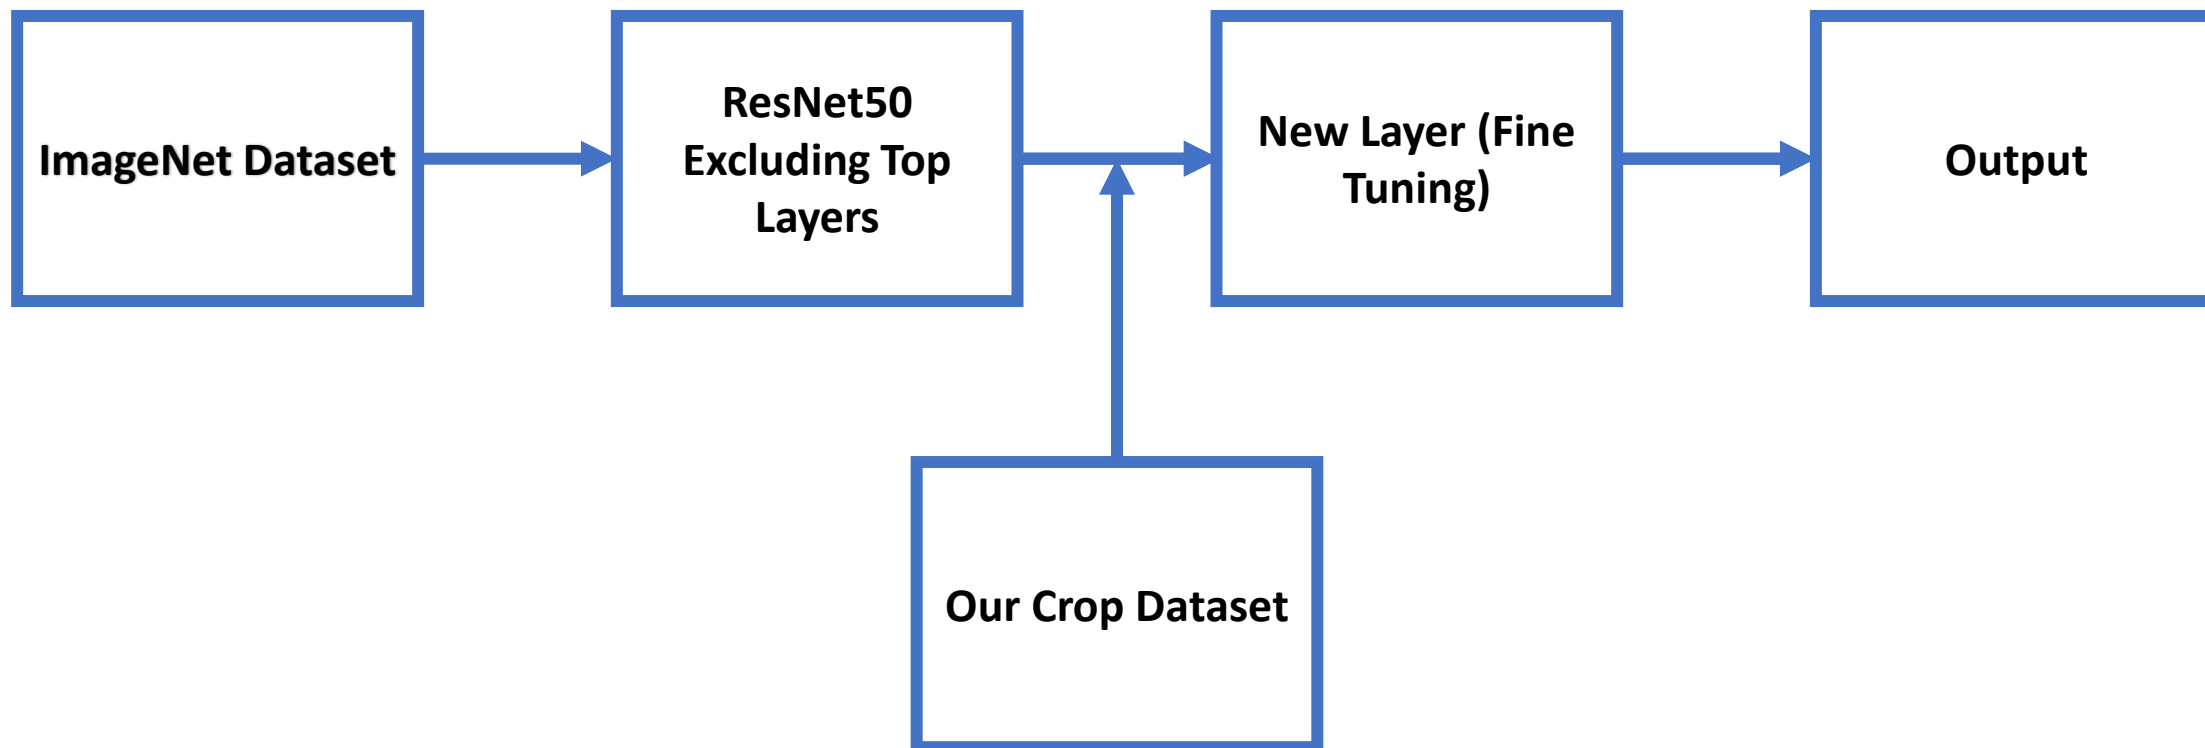 ImageNet Dataset
ResNet50
Excluding Top
Layers
New Layer (Fine
Tuning)
Output
Our Crop Dataset